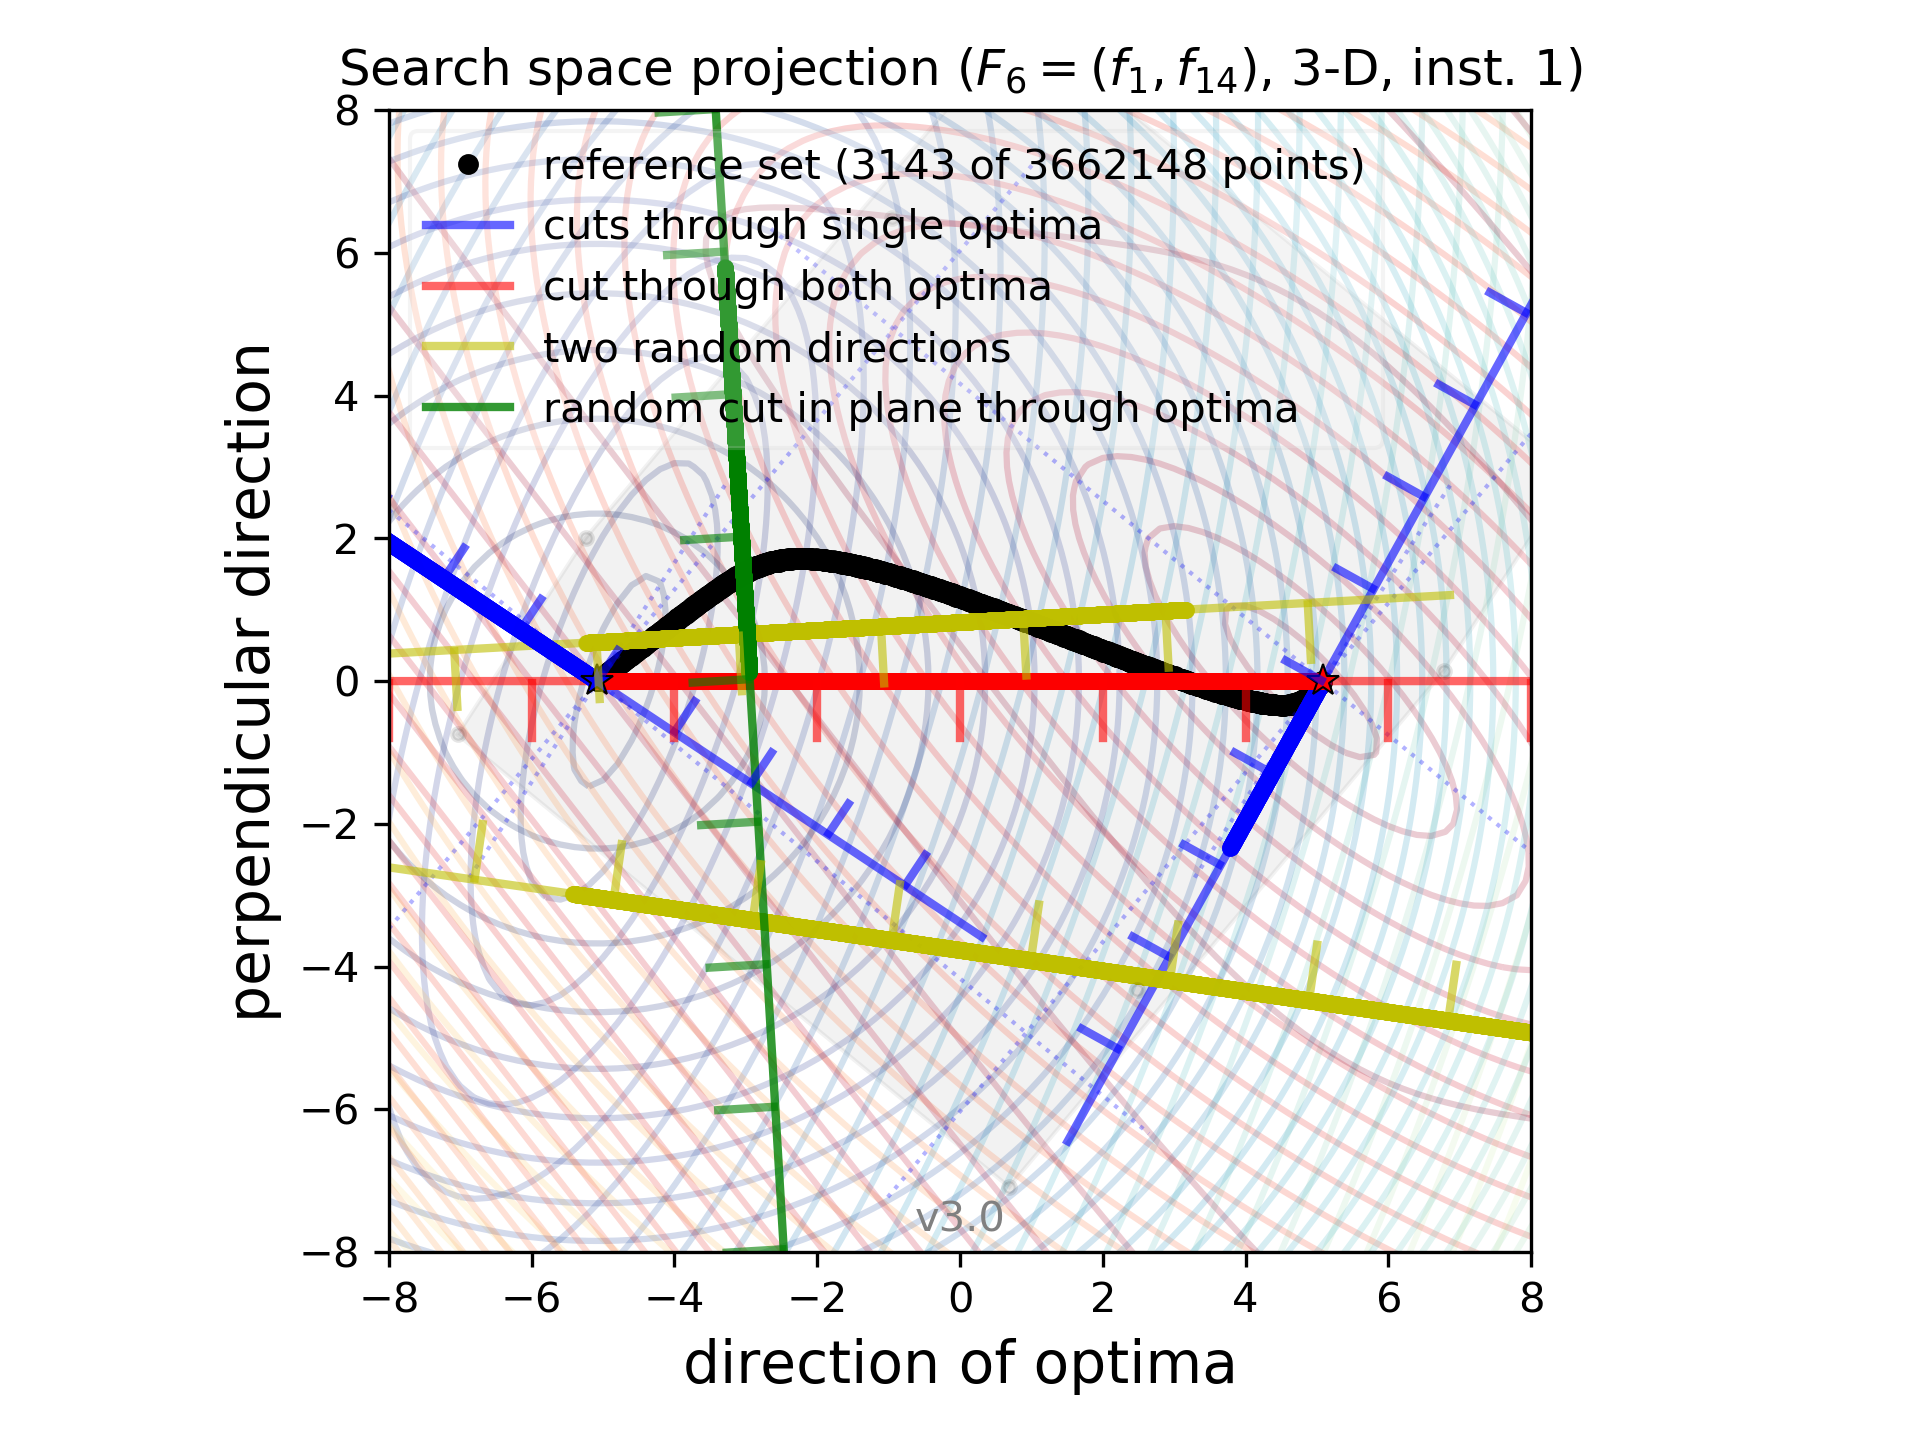 Search space projection (F₆ = (f₁, f₁₄), 3-D, inst. 1)
reference set (3143 of 3662148 points)
cuts through single optima
cut through both optima
two random directions
random cut in plane through optima
8
6
4
2
0
−2
−4
−6
−8
perpendicular direction
v3.0
−8 −6 −4 −2 0 2 4 6 8
direction of optima